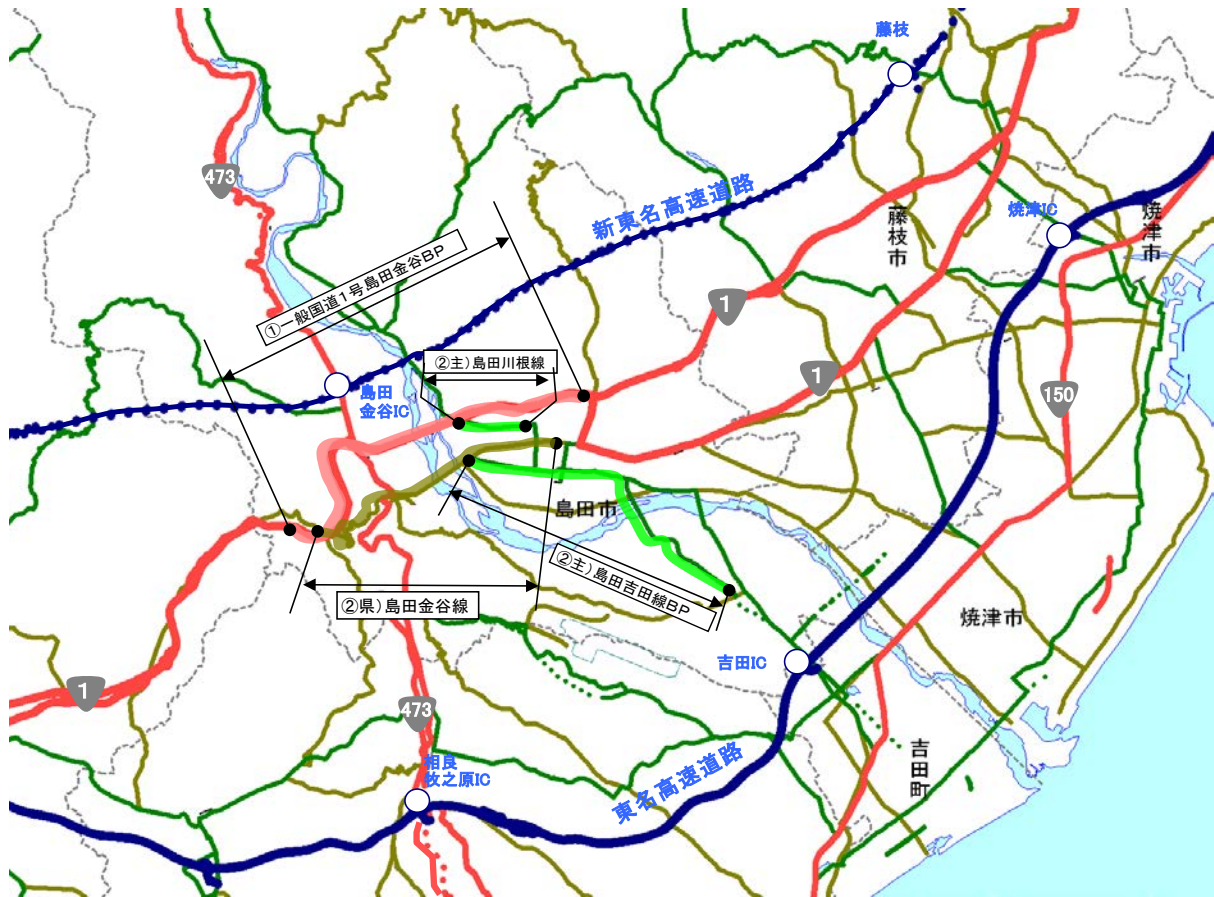 藤枝
473
新東名高速道路
藤枝市
焼津IC
焼津市
①一般国道1号島田金谷BP
1
②主)島田川根線
島田
金谷IC
1
150
島田市
②主)島田吉田線BP
②県)島田金谷線
焼津市
吉田IC
1
473
吉田町
相良
牧之原IC
東名高速道路